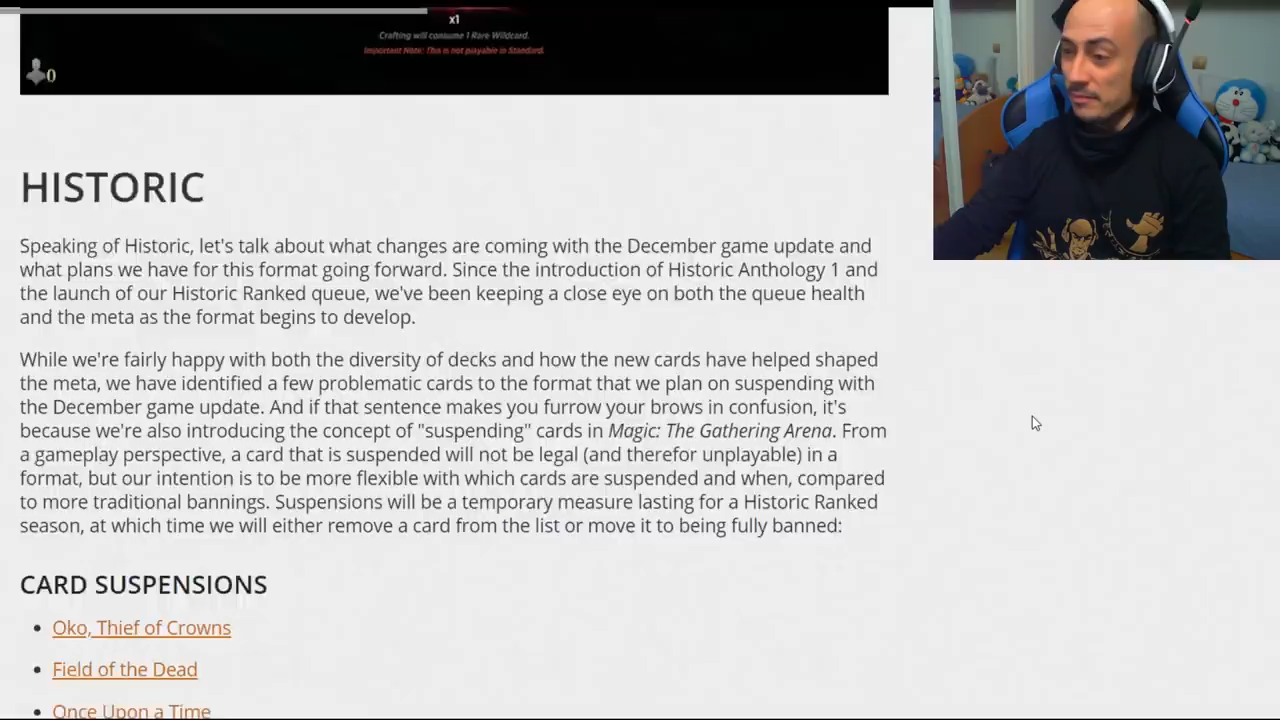 x1
Crafting will consume 1 Rare Wildcard.
Important Note: This is not playable in Standard.
0
HISTORIC
Speaking of Historic, let's talk about what changes are coming with the December game update and
what plans we have for this format going forward. Since the introduction of Historic Anthology 1 and
the launch of our Historic Ranked queue, we've been keeping a close eye on both the queue health
and the meta as the format begins to develop.
While we're fairly happy with both the diversity of decks and how the new cards have helped shaped
the meta, we have identified a few problematic cards to the format that we plan on suspending with
the December game update. And if that sentence makes you furrow your brows in confusion, it's
because we're also introducing the concept of "suspending" cards in Magic: The Gathering Arena. From
a gameplay perspective, a card that is suspended will not be legal (and therefor unplayable) in a
format, but our intention is to be more flexible with which cards are suspended and when, compared
to more traditional bannings. Suspensions will be a temporary measure lasting for a Historic Ranked
season, at which time we will either remove a card from the list or move it to being fully banned:
CARD SUSPENSIONS
• Oko, Thief of Crowns
• Field of the Dead
• Once Upon a Time